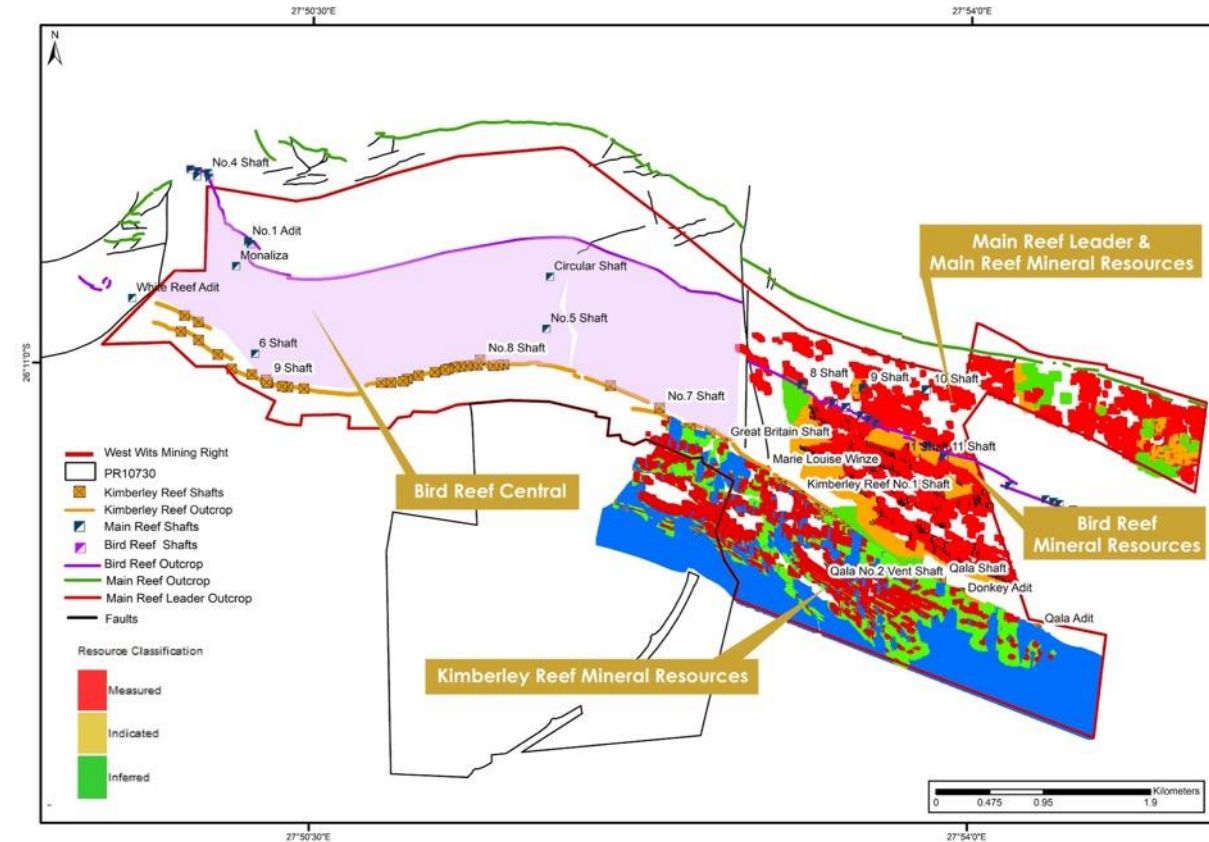 27°50'30"E
27°54'0"E
N
No.4 Shaft
No.1 Adit
Monaliza
White Reef Adit
Circular Shaft
No.5 Shaft
6 Shaft
9 Shaft
No.8 Shaft
No.7 Shaft
26°11'0"S
Main Reef Leader &
Main Reef Mineral Resources
8 Shaft
9 Shaft
10 Shaft
Great Britain Shaft
11 Shaft
Marie Louise Winze
Kimberley Reef No.1 Shaft
Bird Reef Central
Bird Reef
Mineral Resources
Qala No.2 Vent Shaft
Qala Shaft
Donkey Adit
Qala Adit
Kimberley Reef Mineral Resources
West Wits Mining Right
PR10730
Kimberley Reef Shafts
Kimberley Reef Outcrop
Main Reef Shafts
Bird Reef Shafts
Bird Reef Outcrop
Main Reef Outcrop
Main Reef Leader Outcrop
Faults
Resource Classification
Measured
Indicated
Inferred
Kilometers
0 0.475 0.95 1.9
27°50'30"E
27°54'0"E